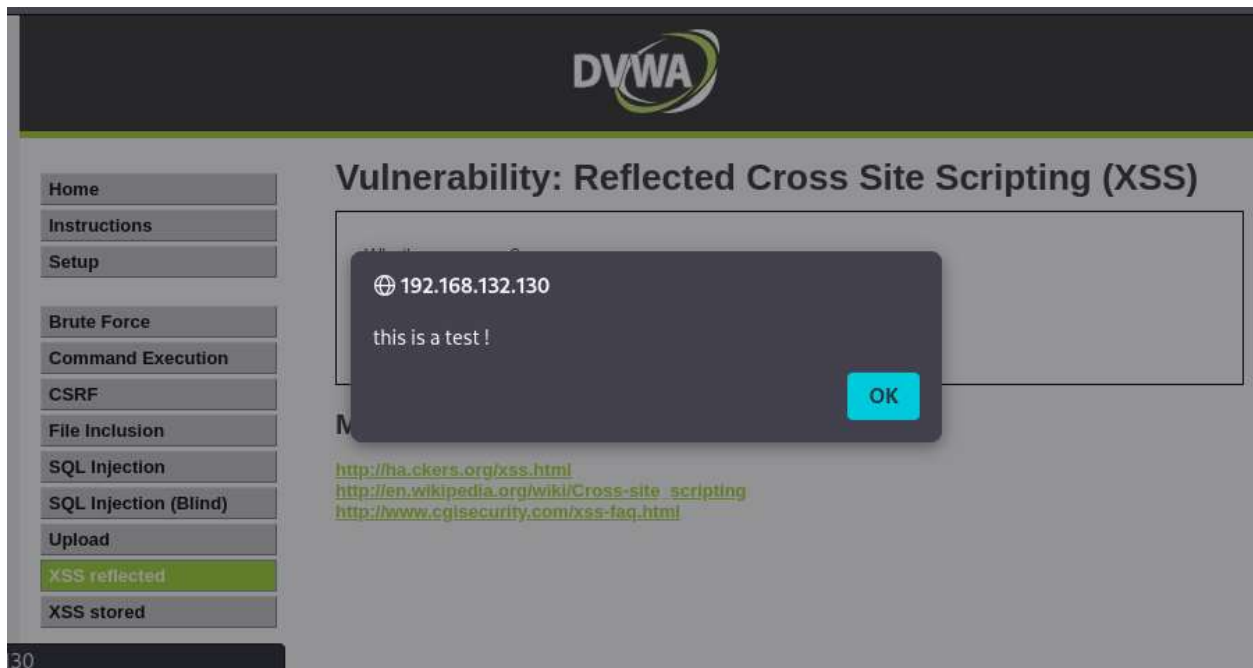 DVWA
Home
Instructions
Setup
Brute Force
Command Execution
CSRF
File Inclusion
SQL Injection
SQL Injection (Blind)
Upload
XSS reflected
XSS stored
Vulnerability: Reflected Cross Site Scripting (XSS)
192.168.132.130
this is a test !
OK
http://ha.ckers.org/xss.html
http://en.wikipedia.org/wiki/Cross-site_scripting
http://www.cgisecurity.com/xss-faq.html
30